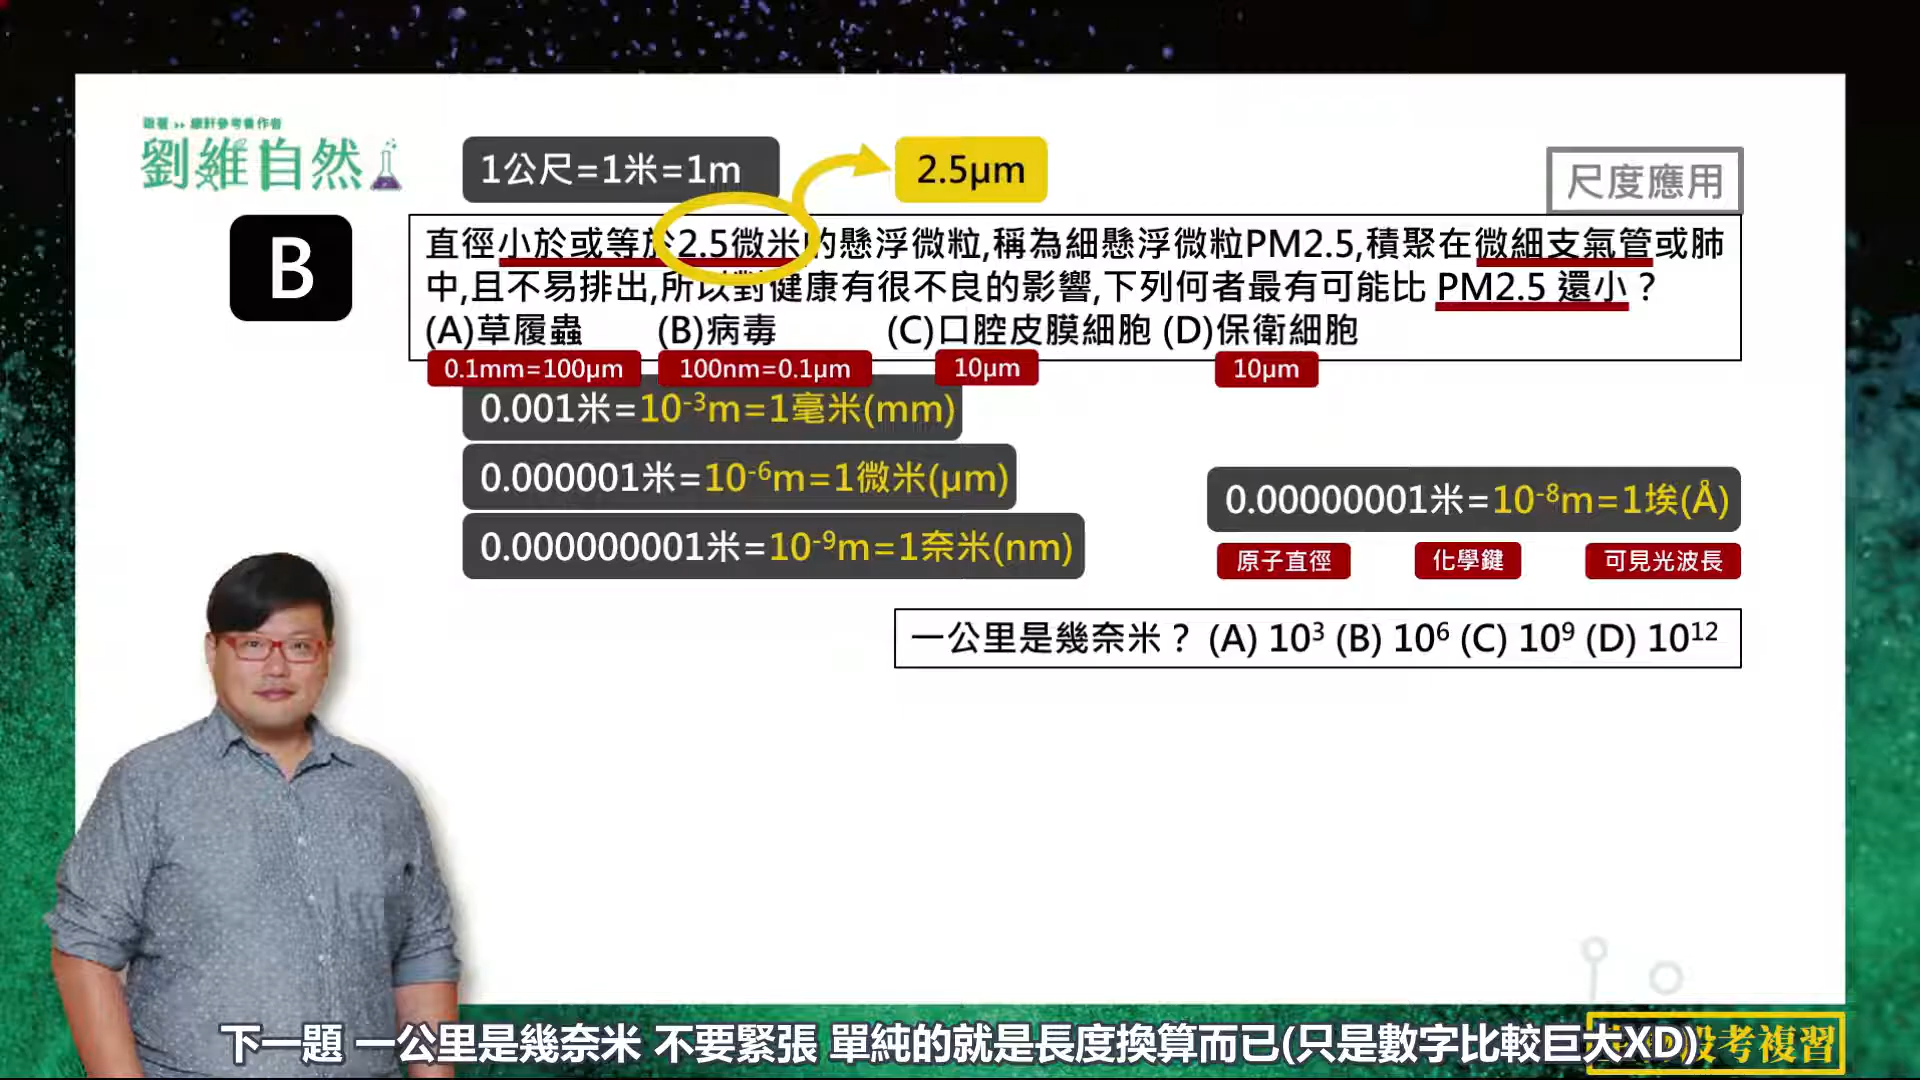 跟著 ▸▸ 康軒參考書作者
劉維自然
1公尺=1米=1m
2.5μm
尺度應用
B
直徑小於或等於2.5微米的懸浮微粒,稱為細懸浮微粒PM2.5,積聚在微細支氣管或肺
中,且不易排出,所以對健康有很不良的影響,下列何者最有可能比 PM2.5 還小？
(A)草履蟲 (B)病毒 (C)口腔皮膜細胞 (D)保衛細胞
0.1mm=100μm 100nm=0.1μm 10μm 10μm
0.001米=10⁻³m=1毫米(mm)
0.000001米=10⁻⁶m=1微米(μm)
0.000000001米=10⁻⁹m=1奈米(nm)
0.00000001米=10⁻⁸m=1埃(Å)
原子直徑 化學鍵 可見光波長
一公里是幾奈米？ (A) 10³ (B) 10⁶ (C) 10⁹ (D) 10¹²
下一題 一公里是幾奈米 不要緊張 單純的就是長度換算而已(只是數字比較巨大XD)
段考複習